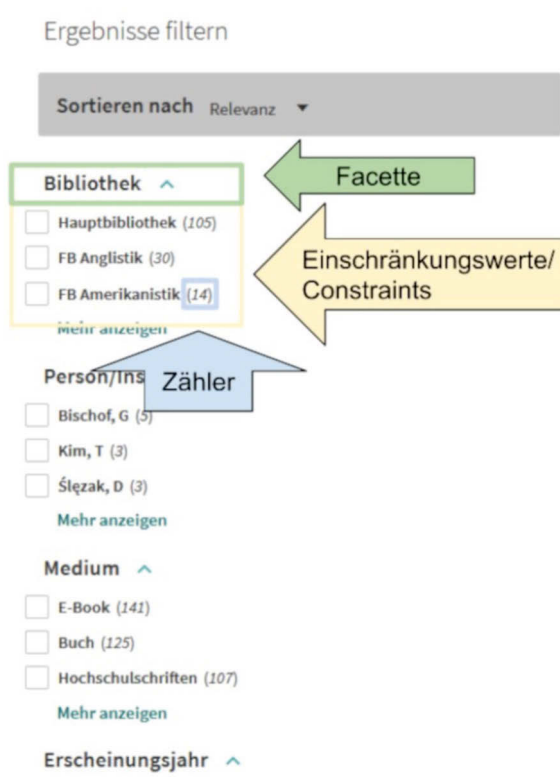 Ergebnisse filtern
Sortieren nach Relevanz
Bibliothek
Facette
Hauptbibliothek (105)
FB Anglistik (30)
Einschränkungswerte/
Constraints
FB Amerikanistik (14)
Mehr anzeigen
Person/Ins
Zähler
Bischof, G (5)
Kim, T (3)
Ślęzak, D (3)
Mehr anzeigen
Medium
E-Book (141)
Buch (125)
Hochschulschriften (107)
Mehr anzeigen
Erscheinungsjahr